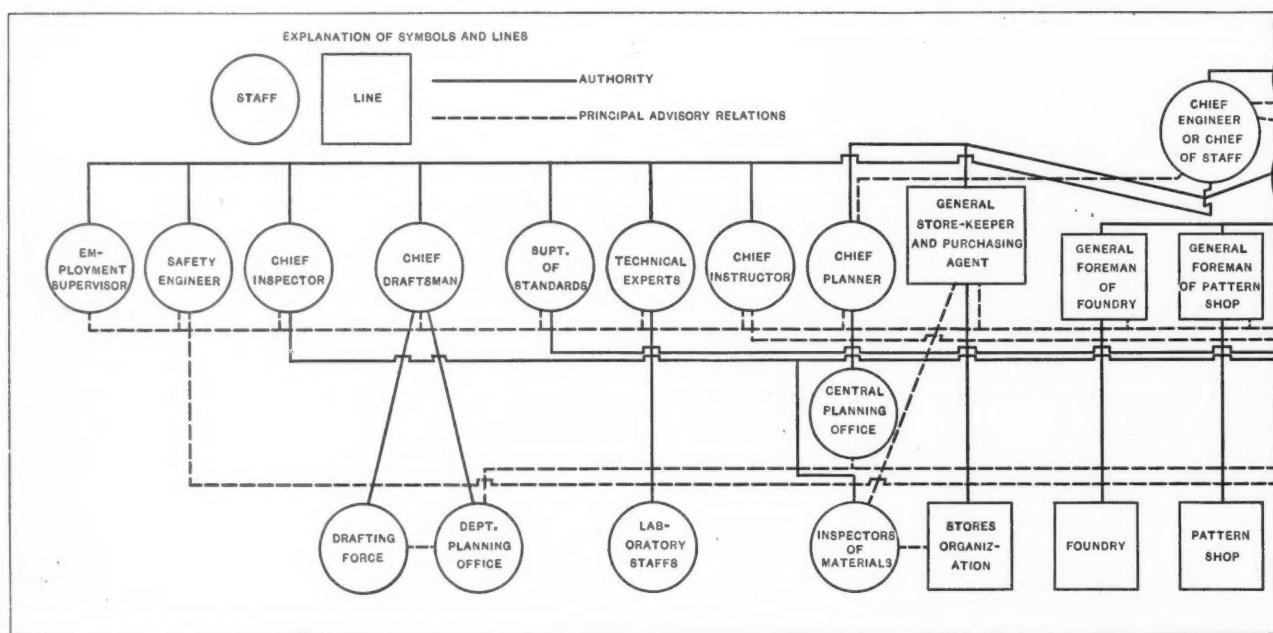 EXPLANATION OF SYMBOLS AND LINES
STAFF
LINE
AUTHORITY
PRINCIPAL ADVISORY RELATIONS
CHIEF
ENGINEER
OR CHIEF
OF STAFF
EM-
PLOYMENT
SUPERVISOR
SAFETY
ENGINEER
CHIEF
INSPECTOR
CHIEF
DRAFTSMAN
SUPT.
OF
STANDARDS
TECHNICAL
EXPERTS
CHIEF
INSTRUCTOR
CHIEF
PLANNER
GENERAL
STORE-KEEPER
AND PURCHASING
AGENT
GENERAL
FOREMAN
OF
FOUNDRY
GENERAL
FOREMAN
OF PATTERN
SHOP
CENTRAL
PLANNING
OFFICE
DRAFTING
FORCE
DEPT.
PLANNING
OFFICE
LAB-
ORATORY
STAFFS
INSPECTORS
OF
MATERIALS
STORES
ORGANIZ-
ATION
FOUNDRY
PATTERN
SHOP